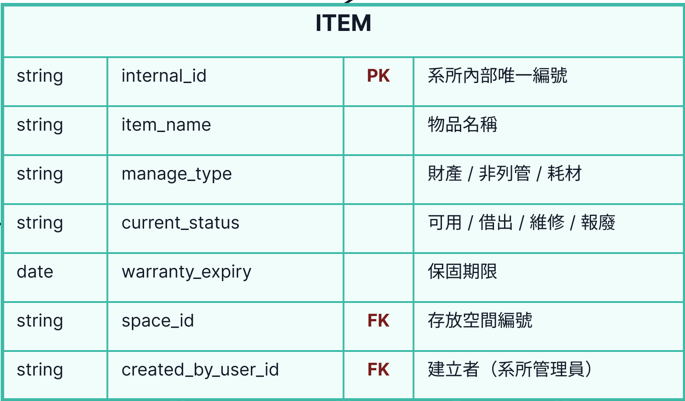 ITEM
string internal_id PK 系所內部唯一編號
string item_name 物品名稱
string manage_type 財產 / 非列管 / 耗材
string current_status 可用 / 借出 / 維修 / 報廢
date warranty_expiry 保固期限
string space_id FK 存放空間編號
string created_by_user_id FK 建立者（系所管理員）